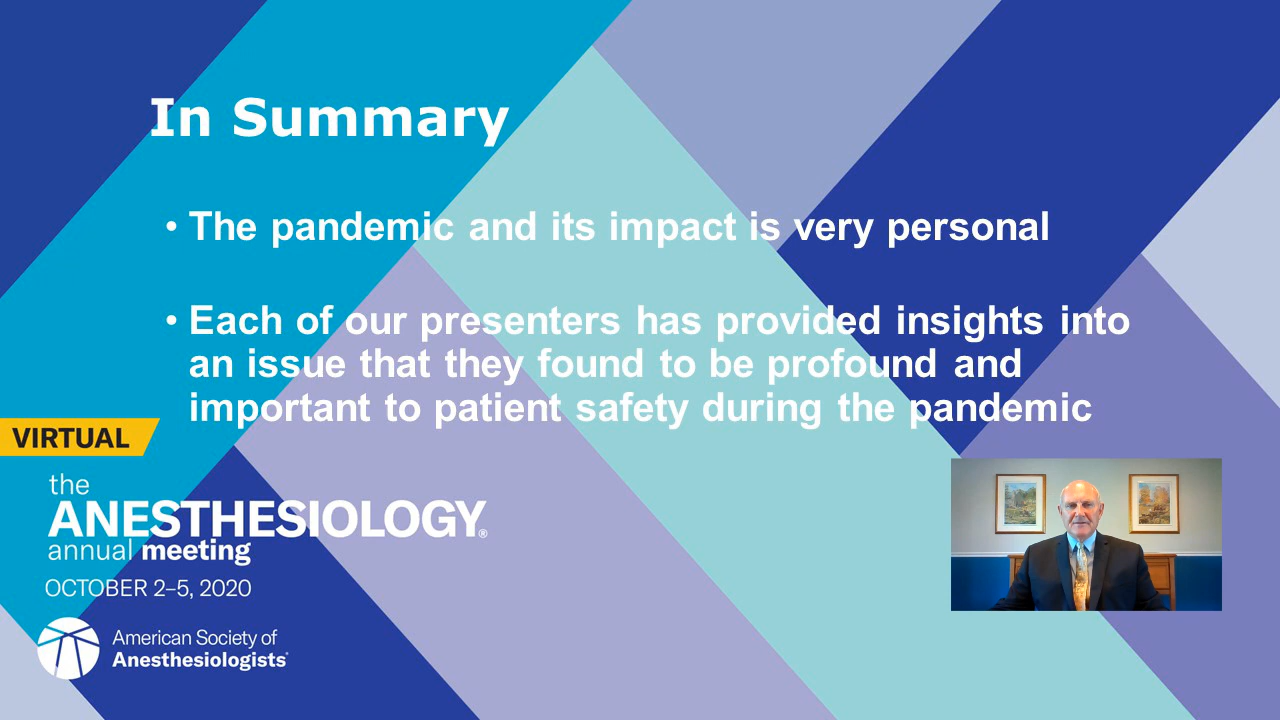 In Summary
• The pandemic and its impact is very personal
• Each of our presenters has provided insights into
an issue that they found to be profound and
important to patient safety during the pandemic
VIRTUAL
the
ANESTHESIOLOGY®
annual meeting
OCTOBER 2–5, 2020
American Society of
Anesthesiologists®